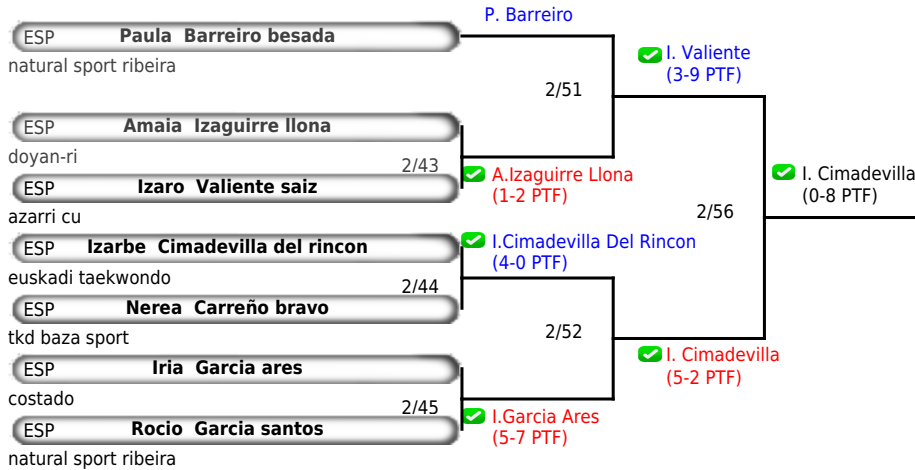 P. Barreiro
ESP Paula Barreiro besada
natural sport ribeira
I. Valiente
(3-9 PTF)
2/51
ESP Amaia Izaguirre llona
doyan-ri
2/43
A.Izaguirre Llona
(1-2 PTF)
ESP Izaro Valiente saiz
azarri cu
I. Cimadevilla
(0-8 PTF)
2/56
ESP Izarbe Cimadevilla del rincon
euskadi taekwondo
I.Cimadevilla Del Rincon
(4-0 PTF)
2/44
ESP Nerea Carreño bravo
tkd baza sport
2/52
I. Cimadevilla
(5-2 PTF)
ESP Iria Garcia ares
costado
2/45
I.Garcia Ares
(5-7 PTF)
ESP Rocio Garcia santos
natural sport ribeira